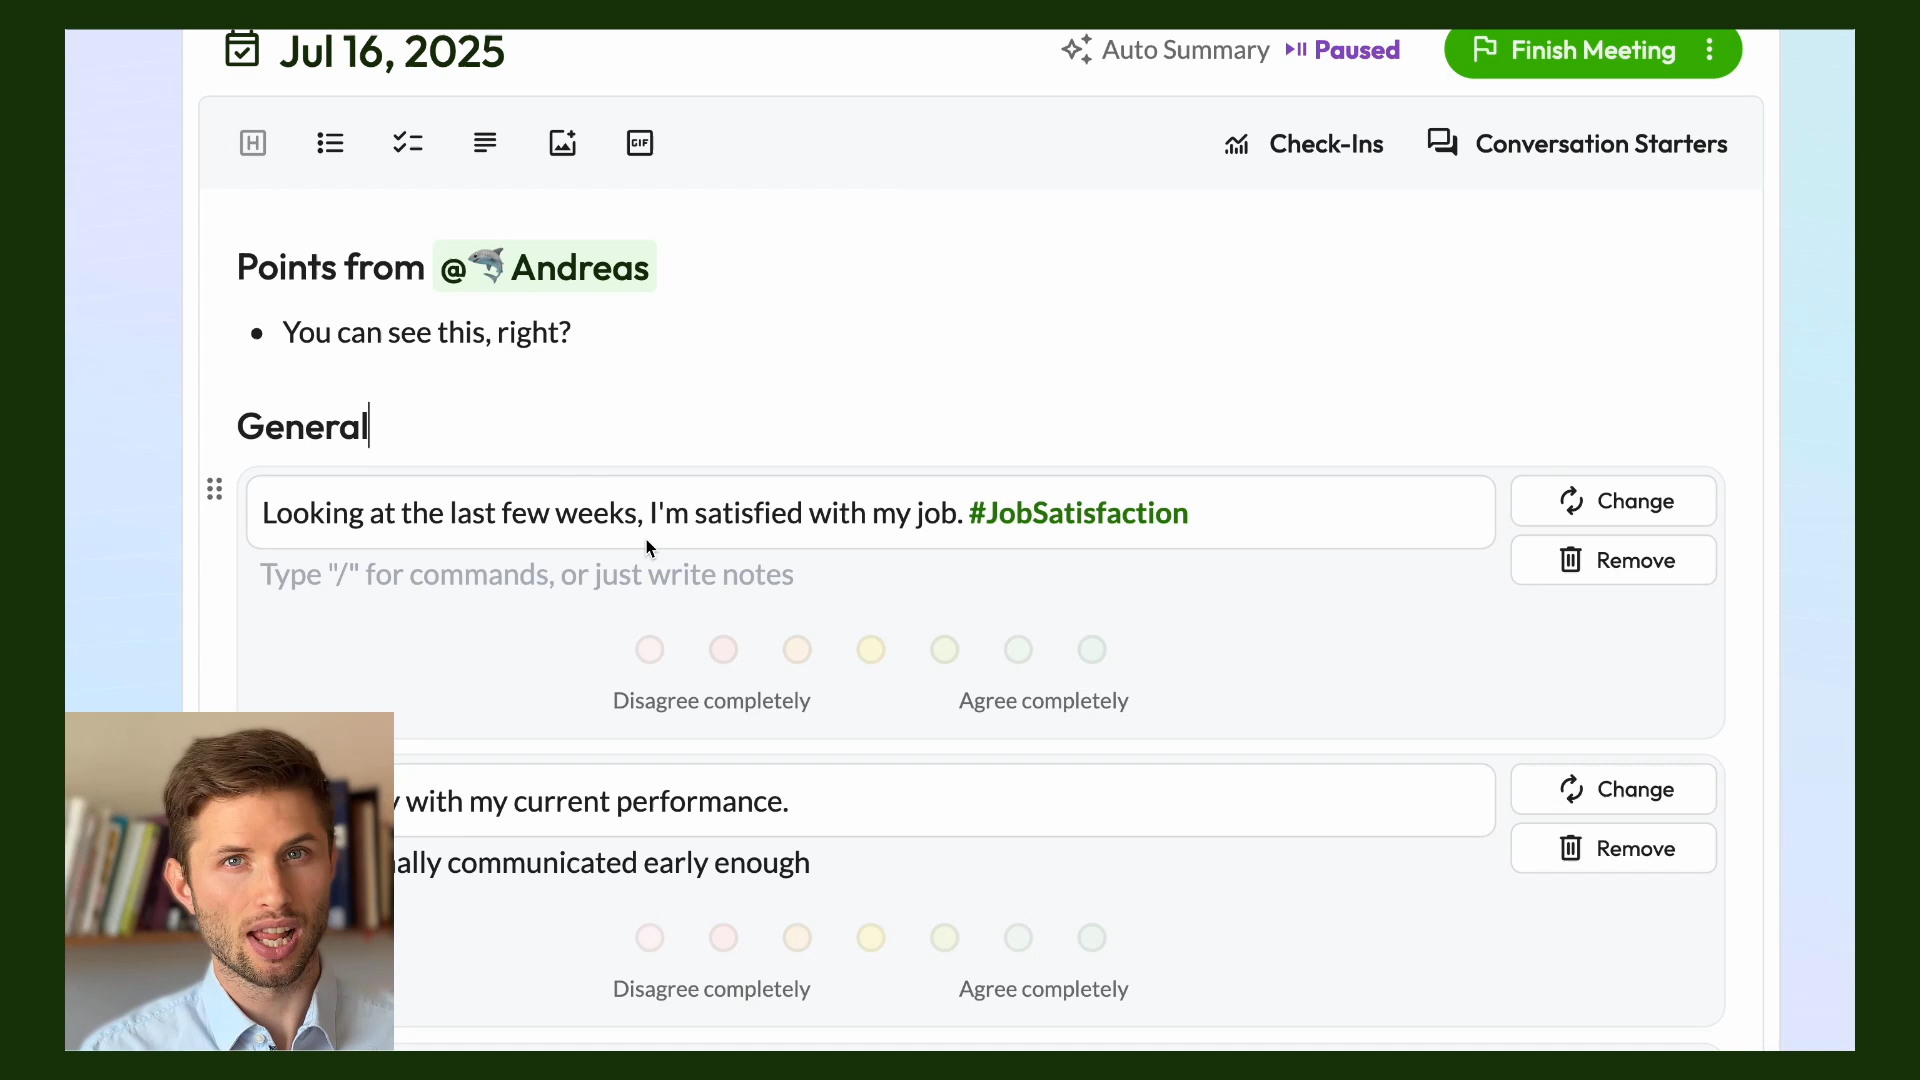 Jul 16, 2025
Auto Summary Paused
Finish Meeting
H
GIF
Check-Ins
Conversation Starters
Points from @Andreas
You can see this, right?
General
Looking at the last few weeks, I'm satisfied with my job. #JobSatisfaction
Change
Remove
Type "/" for commands, or just write notes
Disagree completely
Agree completely
with my current performance.
Change
Remove
communicated early enough
Disagree completely
Agree completely